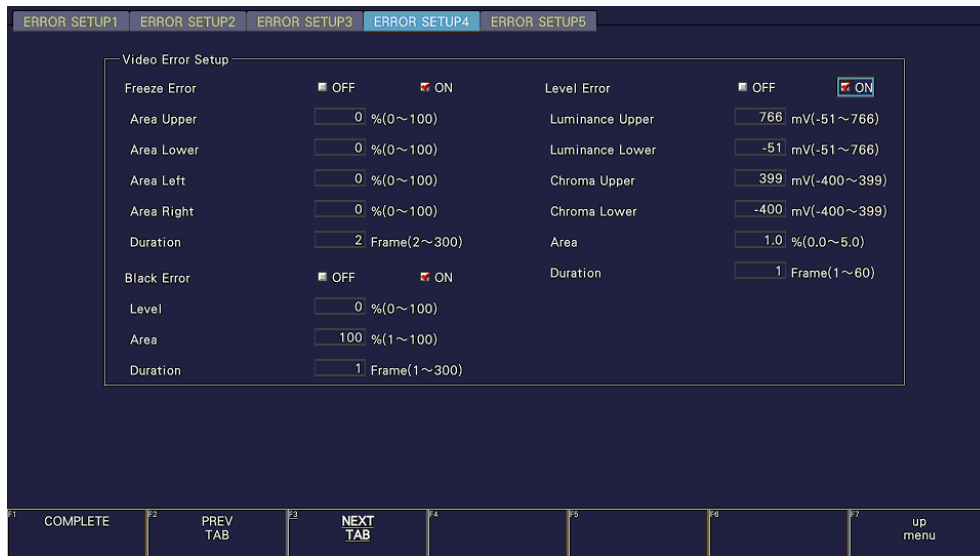 ERROR SETUP1 ERROR SETUP2 ERROR SETUP3 ERROR SETUP4 ERROR SETUP5
Video Error Setup
Freeze Error OFF ON
Area Upper 0 %(0～100)
Area Lower 0 %(0～100)
Area Left 0 %(0～100)
Area Right 0 %(0～100)
Duration 2 Frame(2～300)
Black Error OFF ON
Level 0 %(0～100)
Area 100 %(1～100)
Duration 1 Frame(1～300)
Level Error OFF ON
Luminance Upper 766 mV(-51～766)
Luminance Lower -51 mV(-51～766)
Chroma Upper 399 mV(-400～399)
Chroma Lower -400 mV(-400～399)
Area 1.0 %(0.0～5.0)
Duration 1 Frame(1～60)
F1 COMPLETE
F2 PREV
TAB
F3 NEXT
TAB
F4
F5
F6
F7 up
menu